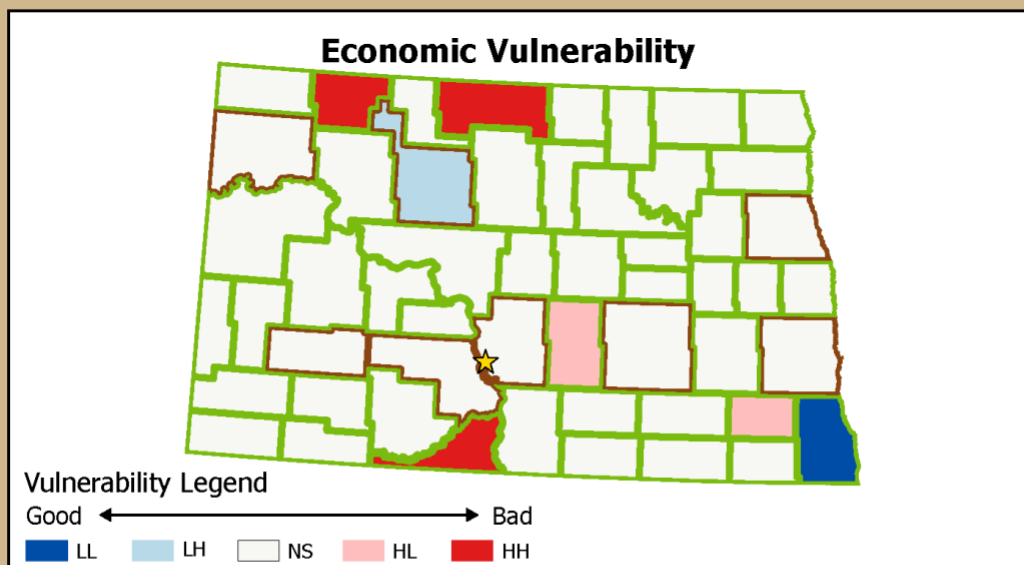 Economic Vulnerability
Vulnerability Legend
Good Bad
LL LH NS HL HH